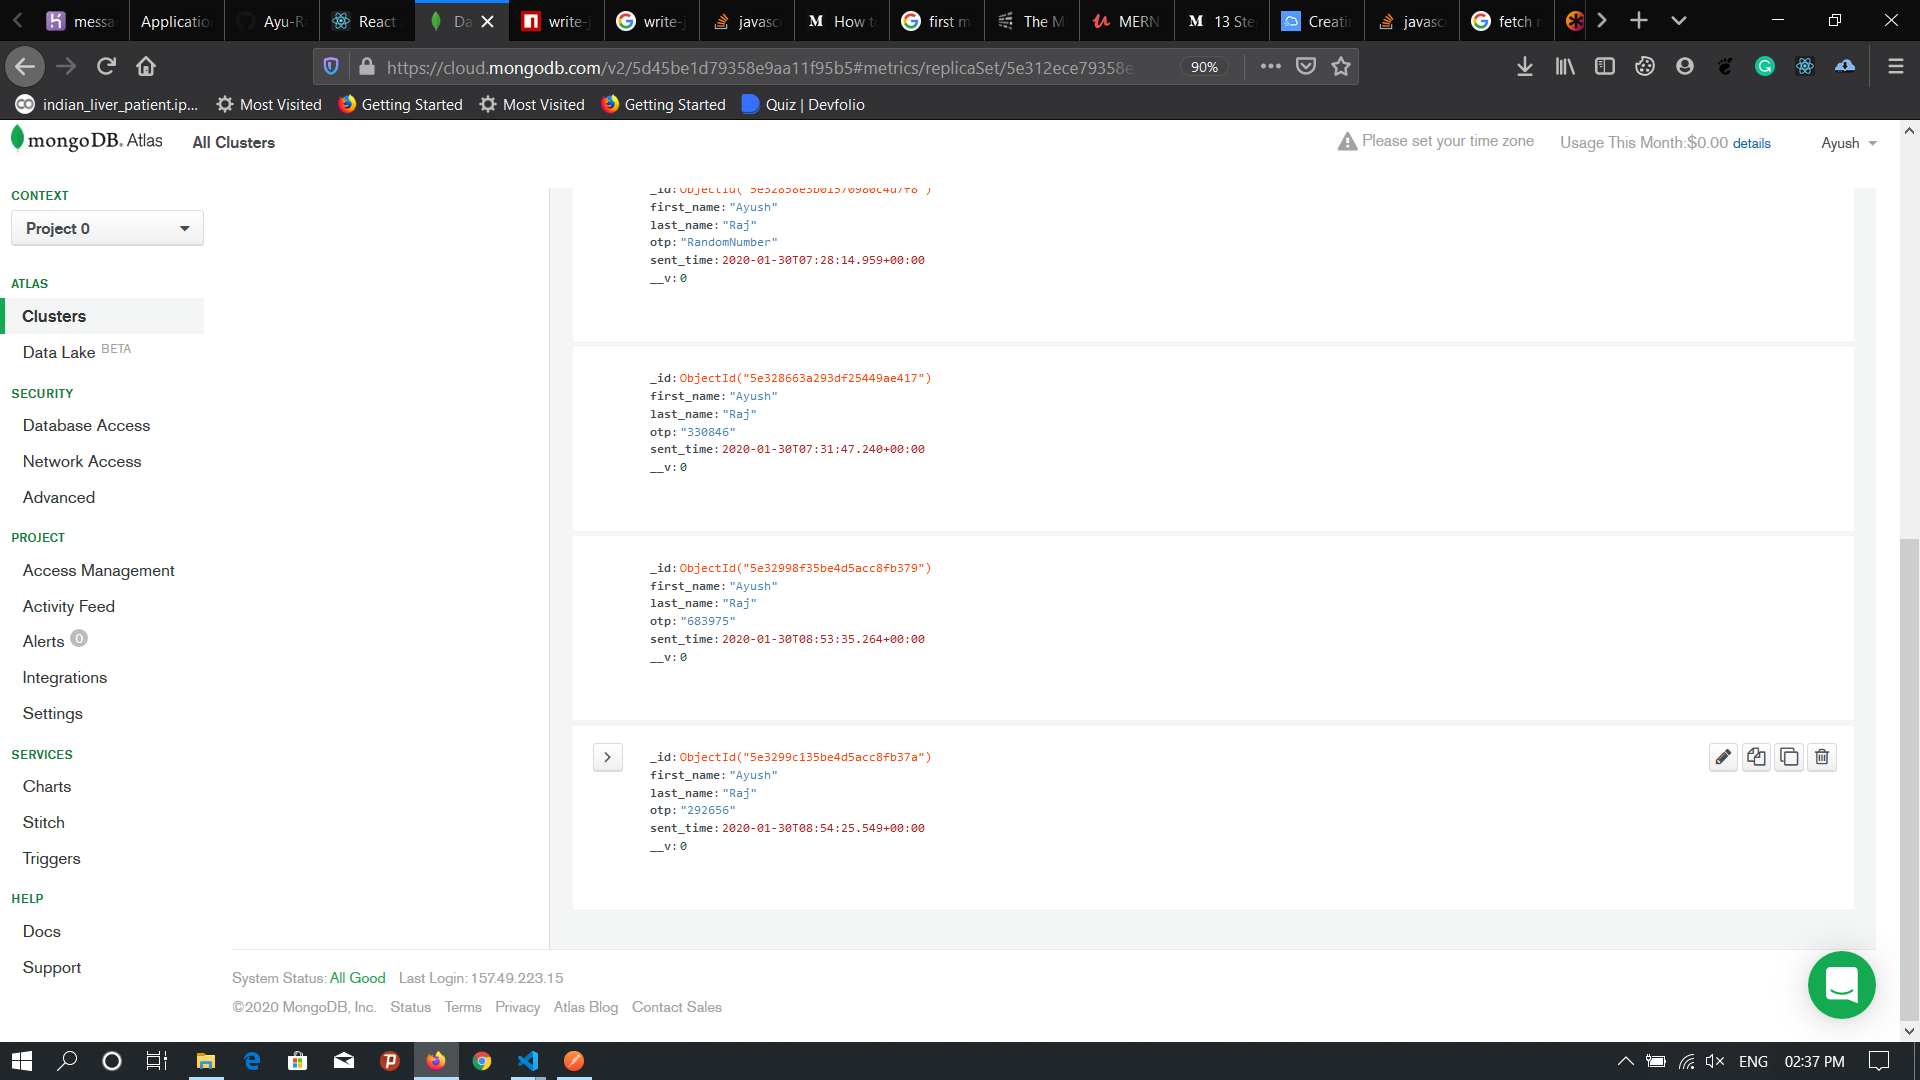 messa
Applicatio
Ayu-Ra
React
Da
write-j
write-j
javasc
How t
first m
The M
MERN
13 Ste
Creati
javasc
fetch r
https://cloud.mongodb.com/v2/5d45be1d79358e9aa11f95b5#metrics/replicaSet/5e312ece79358e
90%
indian_liver_patient.ip...
Most Visited
Getting Started
Most Visited
Getting Started
Quiz | Devfolio
mongoDB. Atlas
All Clusters
Please set your time zone
Usage This Month:$0.00 details
Ayush
CONTEXT
Project 0
ATLAS
Clusters
Data Lake BETA
SECURITY
Database Access
Network Access
Advanced
PROJECT
Access Management
Activity Feed
Alerts 0
Integrations
Settings
SERVICES
Charts
Stitch
Triggers
HELP
Docs
Support
first_name: "Ayush"
last_name: "Raj"
otp: "RandomNumber"
sent_time: 2020-01-30T07:28:14.959+00:00
__v: 0
_id: ObjectId("5e328663a293df25449ae417")
first_name: "Ayush"
last_name: "Raj"
otp: "330846"
sent_time: 2020-01-30T07:31:47.240+00:00
__v: 0
_id: ObjectId("5e32998f35be4d5acc8fb379")
first_name: "Ayush"
last_name: "Raj"
otp: "683975"
sent_time: 2020-01-30T08:53:35.264+00:00
__v: 0
_id: ObjectId("5e3299c135be4d5acc8fb37a")
first_name: "Ayush"
last_name: "Raj"
otp: "292656"
sent_time: 2020-01-30T08:54:25.549+00:00
__v: 0
System Status: All Good Last Login: 157.49.223.15
©2020 MongoDB, Inc. Status Terms Privacy Atlas Blog Contact Sales
ENG
02:37 PM